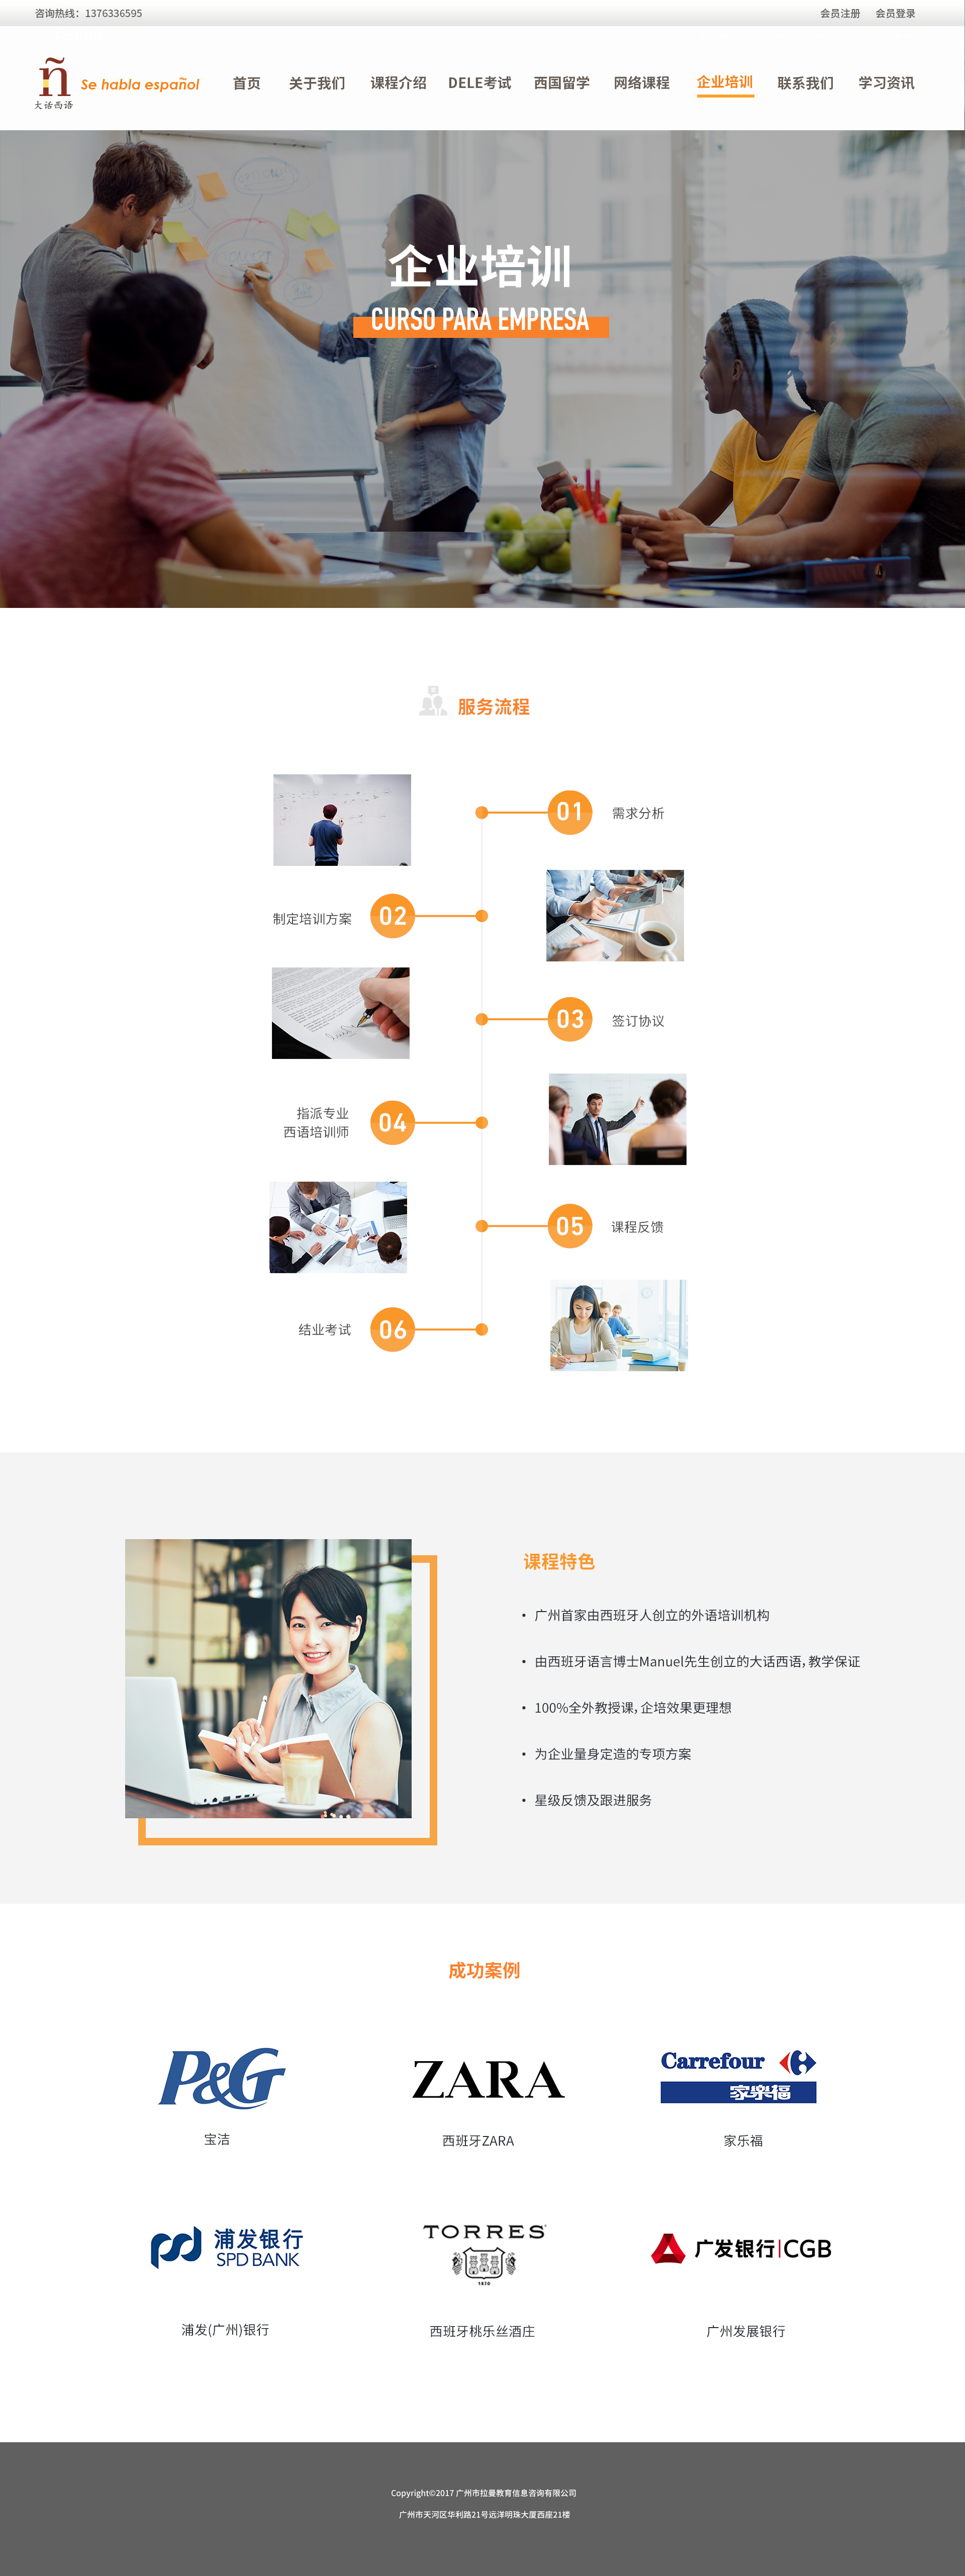 咨询热线：1376336595
会员注册
会员登录
ñ
大话西语
Se habla español
首页
关于我们
课程介绍
DELE考试
西国留学
网络课程
企业培训
联系我们
学习资讯
企业培训
CURSO PARA EMPRESA
服务流程
01
需求分析
制定培训方案
02
03
签订协议
指派专业
西语培训师
04
05
课程反馈
结业考试
06
课程特色
• 广州首家由西班牙人创立的外语培训机构
• 由西班牙语言博士Manuel先生创立的大话西语，教学保证
• 100%全外教授课，企培效果更理想
• 为企业量身定造的专项方案
• 星级反馈及跟进服务
成功案例
P&G
ZARA
Carrefour
家樂福
宝洁
西班牙ZARA
家乐福
浦发银行
SPD BANK
TORRES
1870
广发银行|CGB
浦发(广州)银行
西班牙桃乐丝酒庄
广州发展银行
Copyright©2017 广州市拉曼教育信息咨询有限公司
广州市天河区华利路21号远洋明珠大厦西座21楼